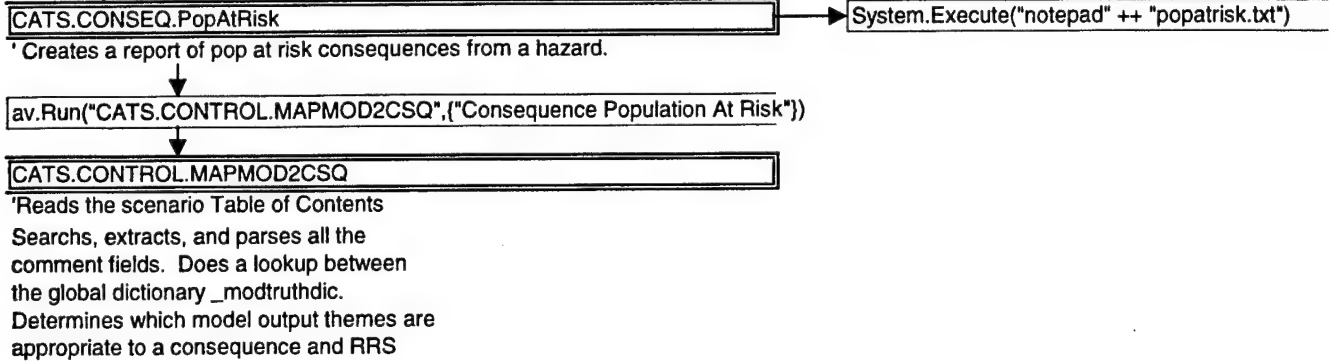 CATS.CONSEQ.PopAtRisk
System.Execute("notepad" ++ "popatrisk.txt")
' Creates a report of pop at risk consequences from a hazard.
av.Run("CATS.CONTROL.MAPMOD2CSQ",{"Consequence Population At Risk"})
CATS.CONTROL.MAPMOD2CSQ
'Reads the scenario Table of Contents
Searchs, extracts, and parses all the
comment fields. Does a lookup between
the global dictionary _modtruthdic.
Determines which model output themes are
appropriate to a consequence and RRS